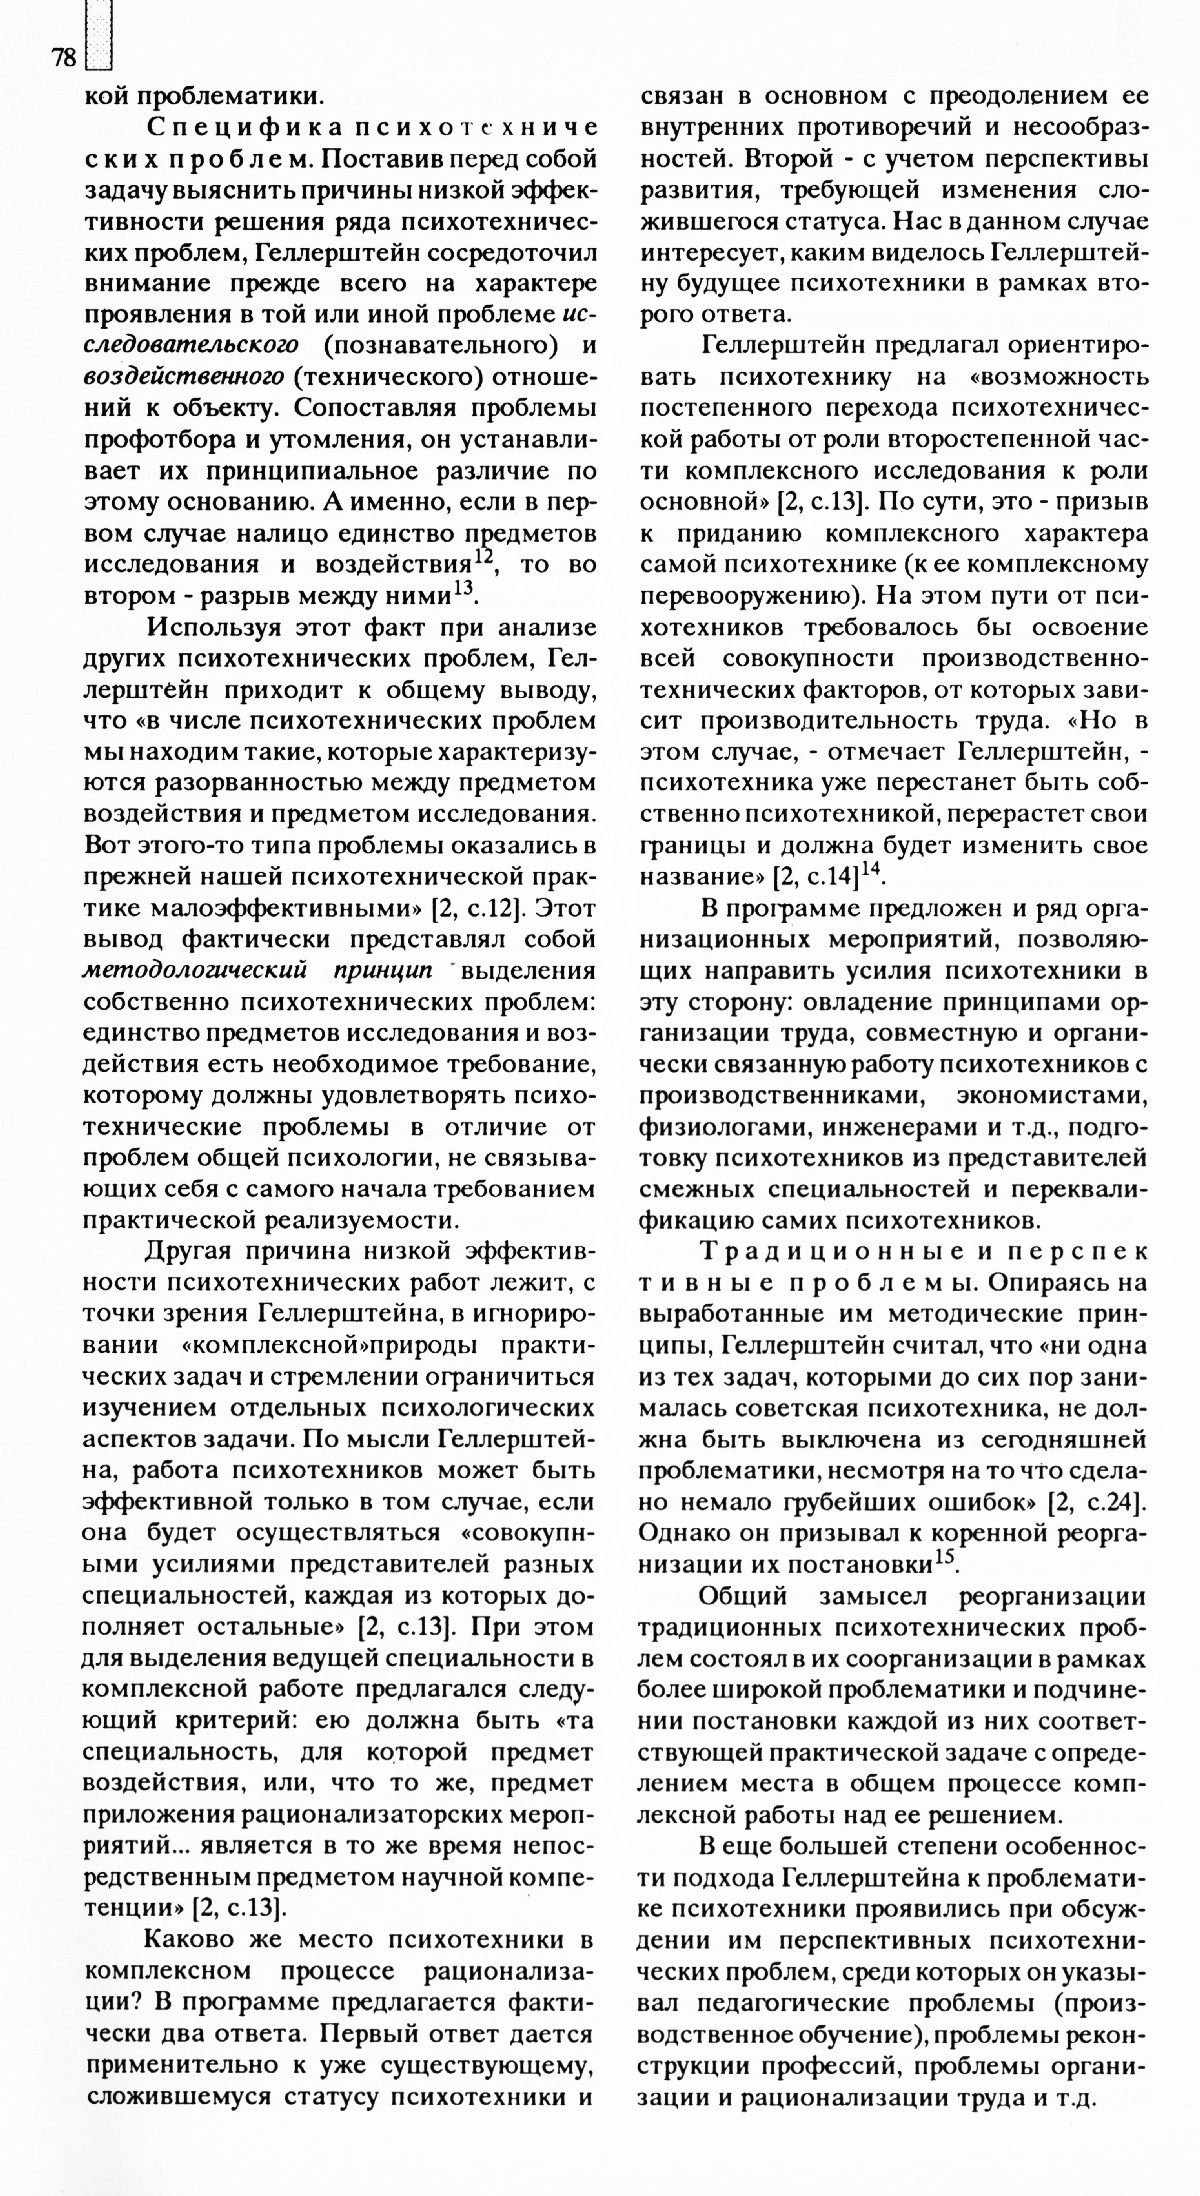 78
кой проблематики.
С п е ц и ф и к а  п с и х о т е х н и ч е
с к и х  п р о б л е м. Поставив перед собой
задачу выяснить причины низкой эффек-
тивности решения ряда психотехничес-
ких проблем, Геллерштейн сосредоточил
внимание прежде всего на характере
проявления в той или иной проблеме ис-
следовательского (познавательного) и
воздейственного (технического) отноше-
ний к объекту. Сопоставляя проблемы
профотбора и утомления, он устанавли-
вает их принципиальное различие по
этому основанию. А именно, если в пер-
вом случае налицо единство предметов
исследования и воздействия¹², то во
втором - разрыв между ними¹³.
Используя этот факт при анализе
других психотехнических проблем, Гел-
лерштейн приходит к общему выводу,
что «в числе психотехнических проблем
мы находим такие, которые характеризу-
ются разорванностью между предметом
воздействия и предметом исследования.
Вот этого-то типа проблемы оказались в
прежней нашей психотехнической прак-
тике малоэффективными» [2, с.12]. Этот
вывод фактически представлял собой
методологический принцип выделения
собственно психотехнических проблем:
единство предметов исследования и воз-
действия есть необходимое требование,
которому должны удовлетворять психо-
технические проблемы в отличие от
проблем общей психологии, не связыва-
ющих себя с самого начала требованием
практической реализуемости.
Другая причина низкой эффектив-
ности психотехнических работ лежит, с
точки зрения Геллерштейна, в игнориро-
вании «комплексной»природы практи-
ческих задач и стремлении ограничиться
изучением отдельных психологических
аспектов задачи. По мысли Геллерштей-
на, работа психотехников может быть
эффективной только в том случае, если
она будет осуществляться «совокупн-
ыми усилиями представителей разных
специальностей, каждая из которых до-
полняет остальные» [2, с.13]. При этом
для выделения ведущей специальности в
комплексной работе предлагался следу-
ющий критерий: ею должна быть «та
специальность, для которой предмет
воздействия, или, что то же, предмет
приложения рационализаторских мероп-
риятий... является в то же время непос-
редственным предметом научной компе-
тенции» [2, с.13].
Каково же место психотехники в
комплексном процессе рационализа-
ции? В программе предлагается факти-
чески два ответа. Первый ответ дается
применительно к уже существующему,
сложившемуся статусу психотехники и
связан в основном с преодолением ее
внутренних противоречий и несообраз-
ностей. Второй - с учетом перспективы
развития, требующей изменения сло-
жившегося статуса. Нас в данном случае
интересует, каким виделось Геллерштей-
ну будущее психотехники в рамках вто-
рого ответа.
Геллерштейн предлагал ориентиро-
вать психотехнику на «возможность
постепенного перехода психотехничес-
кой работы от роли второстепенной час-
ти комплексного исследования к роли
основной» [2, с.13]. По сути, это - призыв
к приданию комплексного характера
самой психотехнике (к ее комплексному
перевооружению). На этом пути от пси-
хотехников требовалось бы освоение
всей совокупности производственно-
технических факторов, от которых зави-
сит производительность труда. «Но в
этом случае, - отмечает Геллерштейн, -
психотехника уже перестанет быть соб-
ственно психотехникой, перерастет свои
границы и должна будет изменить свое
название» [2, с.14]¹⁴.
В программе предложен и ряд орга-
низационных мероприятий, позволяю-
щих направить усилия психотехники в
эту сторону: овладение принципами ор-
ганизации труда, совместную и органи-
чески связанную работу психотехников с
производственниками, экономистами,
физиологами, инженерами и т.д., подго-
товку психотехников из представителей
смежных специальностей и переквали-
фикацию самих психотехников.
Т р а д и ц и о н н ы е  и  п е р с п е к
т и в н ы е  п р о б л е м ы. Опираясь на
выработанные им методические прин-
ципы, Геллерштейн считал, что «ни одна
из тех задач, которыми до сих пор зани-
малась советская психотехника, не дол-
жна быть выключена из сегодняшней
проблематики, несмотря на то что сдела-
но немало грубейших ошибок» [2, с.24].
Однако он призывал к коренной реорга-
низации их постановки¹⁵.
Общий замысел реорганизации
традиционных психотехнических проб-
лем состоял в их соорганизации в рамках
более широкой проблематики и подчине-
нии постановки каждой из них соответ-
ствующей практической задаче с опреде-
лением места в общем процессе комп-
лексной работы над ее решением.
В еще большей степени особеннос-
ти подхода Геллерштейна к проблемати-
ке психотехники проявились при обсуж-
дении им перспективных психотехни-
ческих проблем, среди которых он указы-
вал педагогические проблемы (произ-
водственное обучение), проблемы рекон-
струкции профессий, проблемы органи-
зации и рационализации труда и т.д.